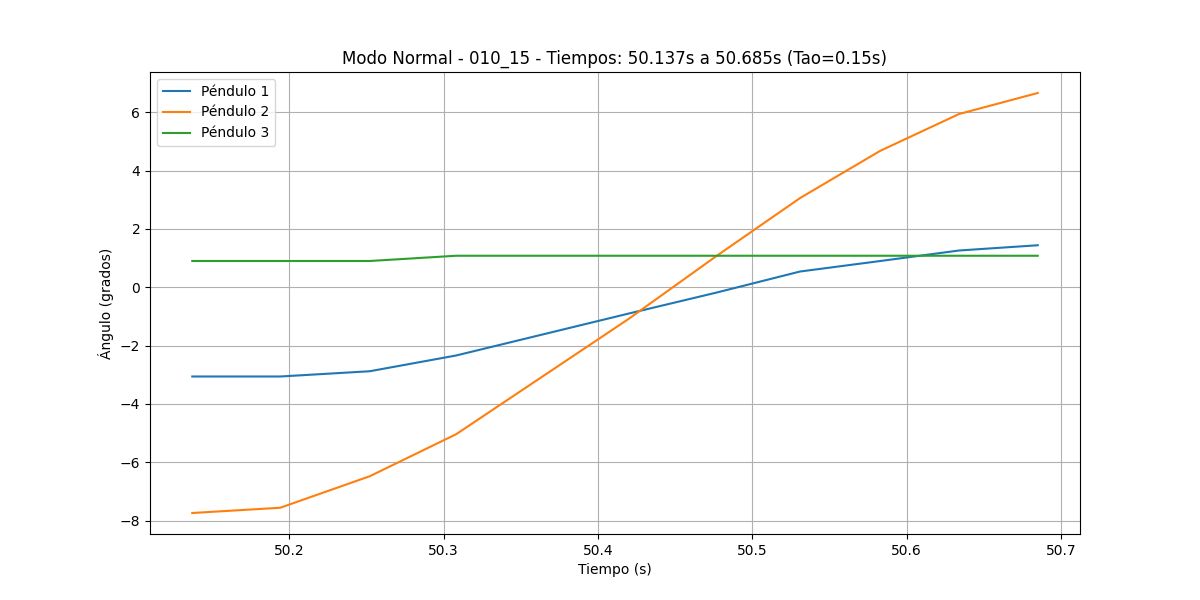 Modo Normal - 010_15 - Tiempos: 50.137s a 50.685s (Tao=0.15s)
Péndulo 1
Péndulo 2
Péndulo 3
6
4
2
0
−2
−4
−6
−8
Ángulo (grados)
50.2 50.3 50.4 50.5 50.6 50.7
Tiempo (s)